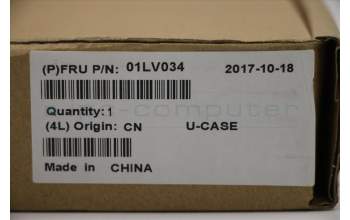 (P)FRU P/N: 01LV034 2017-10-18
Quantity:1
(4L) Origin: CN U-CASE
Made in CHINA